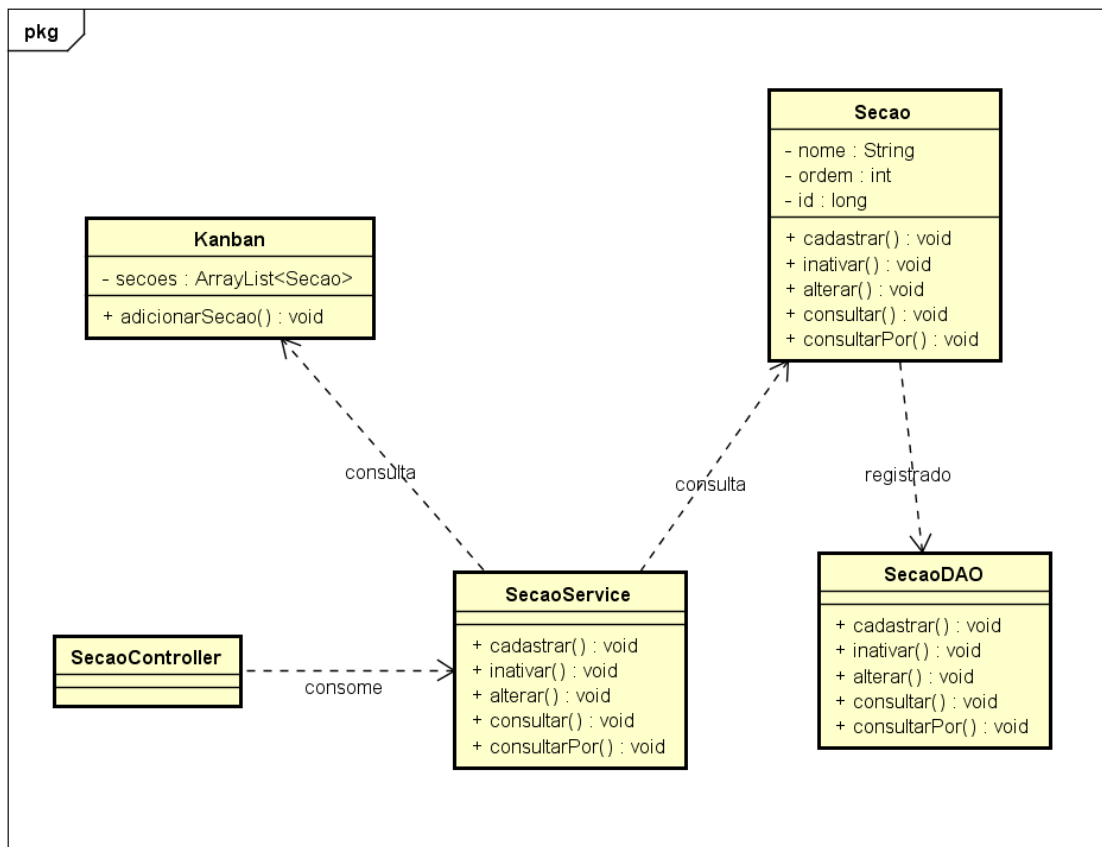 pkg
Secao
- nome : String
- ordem : int
- id : long
+ cadastrar() : void
+ inativar() : void
+ alterar() : void
+ consultar() : void
+ consultarPor() : void
Kanban
- secoes : ArrayList<Secao>
+ adicionarSecao() : void
consulta
consulta
registrado
SecaoController
consome
SecaoService
+ cadastrar() : void
+ inativar() : void
+ alterar() : void
+ consultar() : void
+ consultarPor() : void
SecaoDAO
+ cadastrar() : void
+ inativar() : void
+ alterar() : void
+ consultar() : void
+ consultarPor() : void